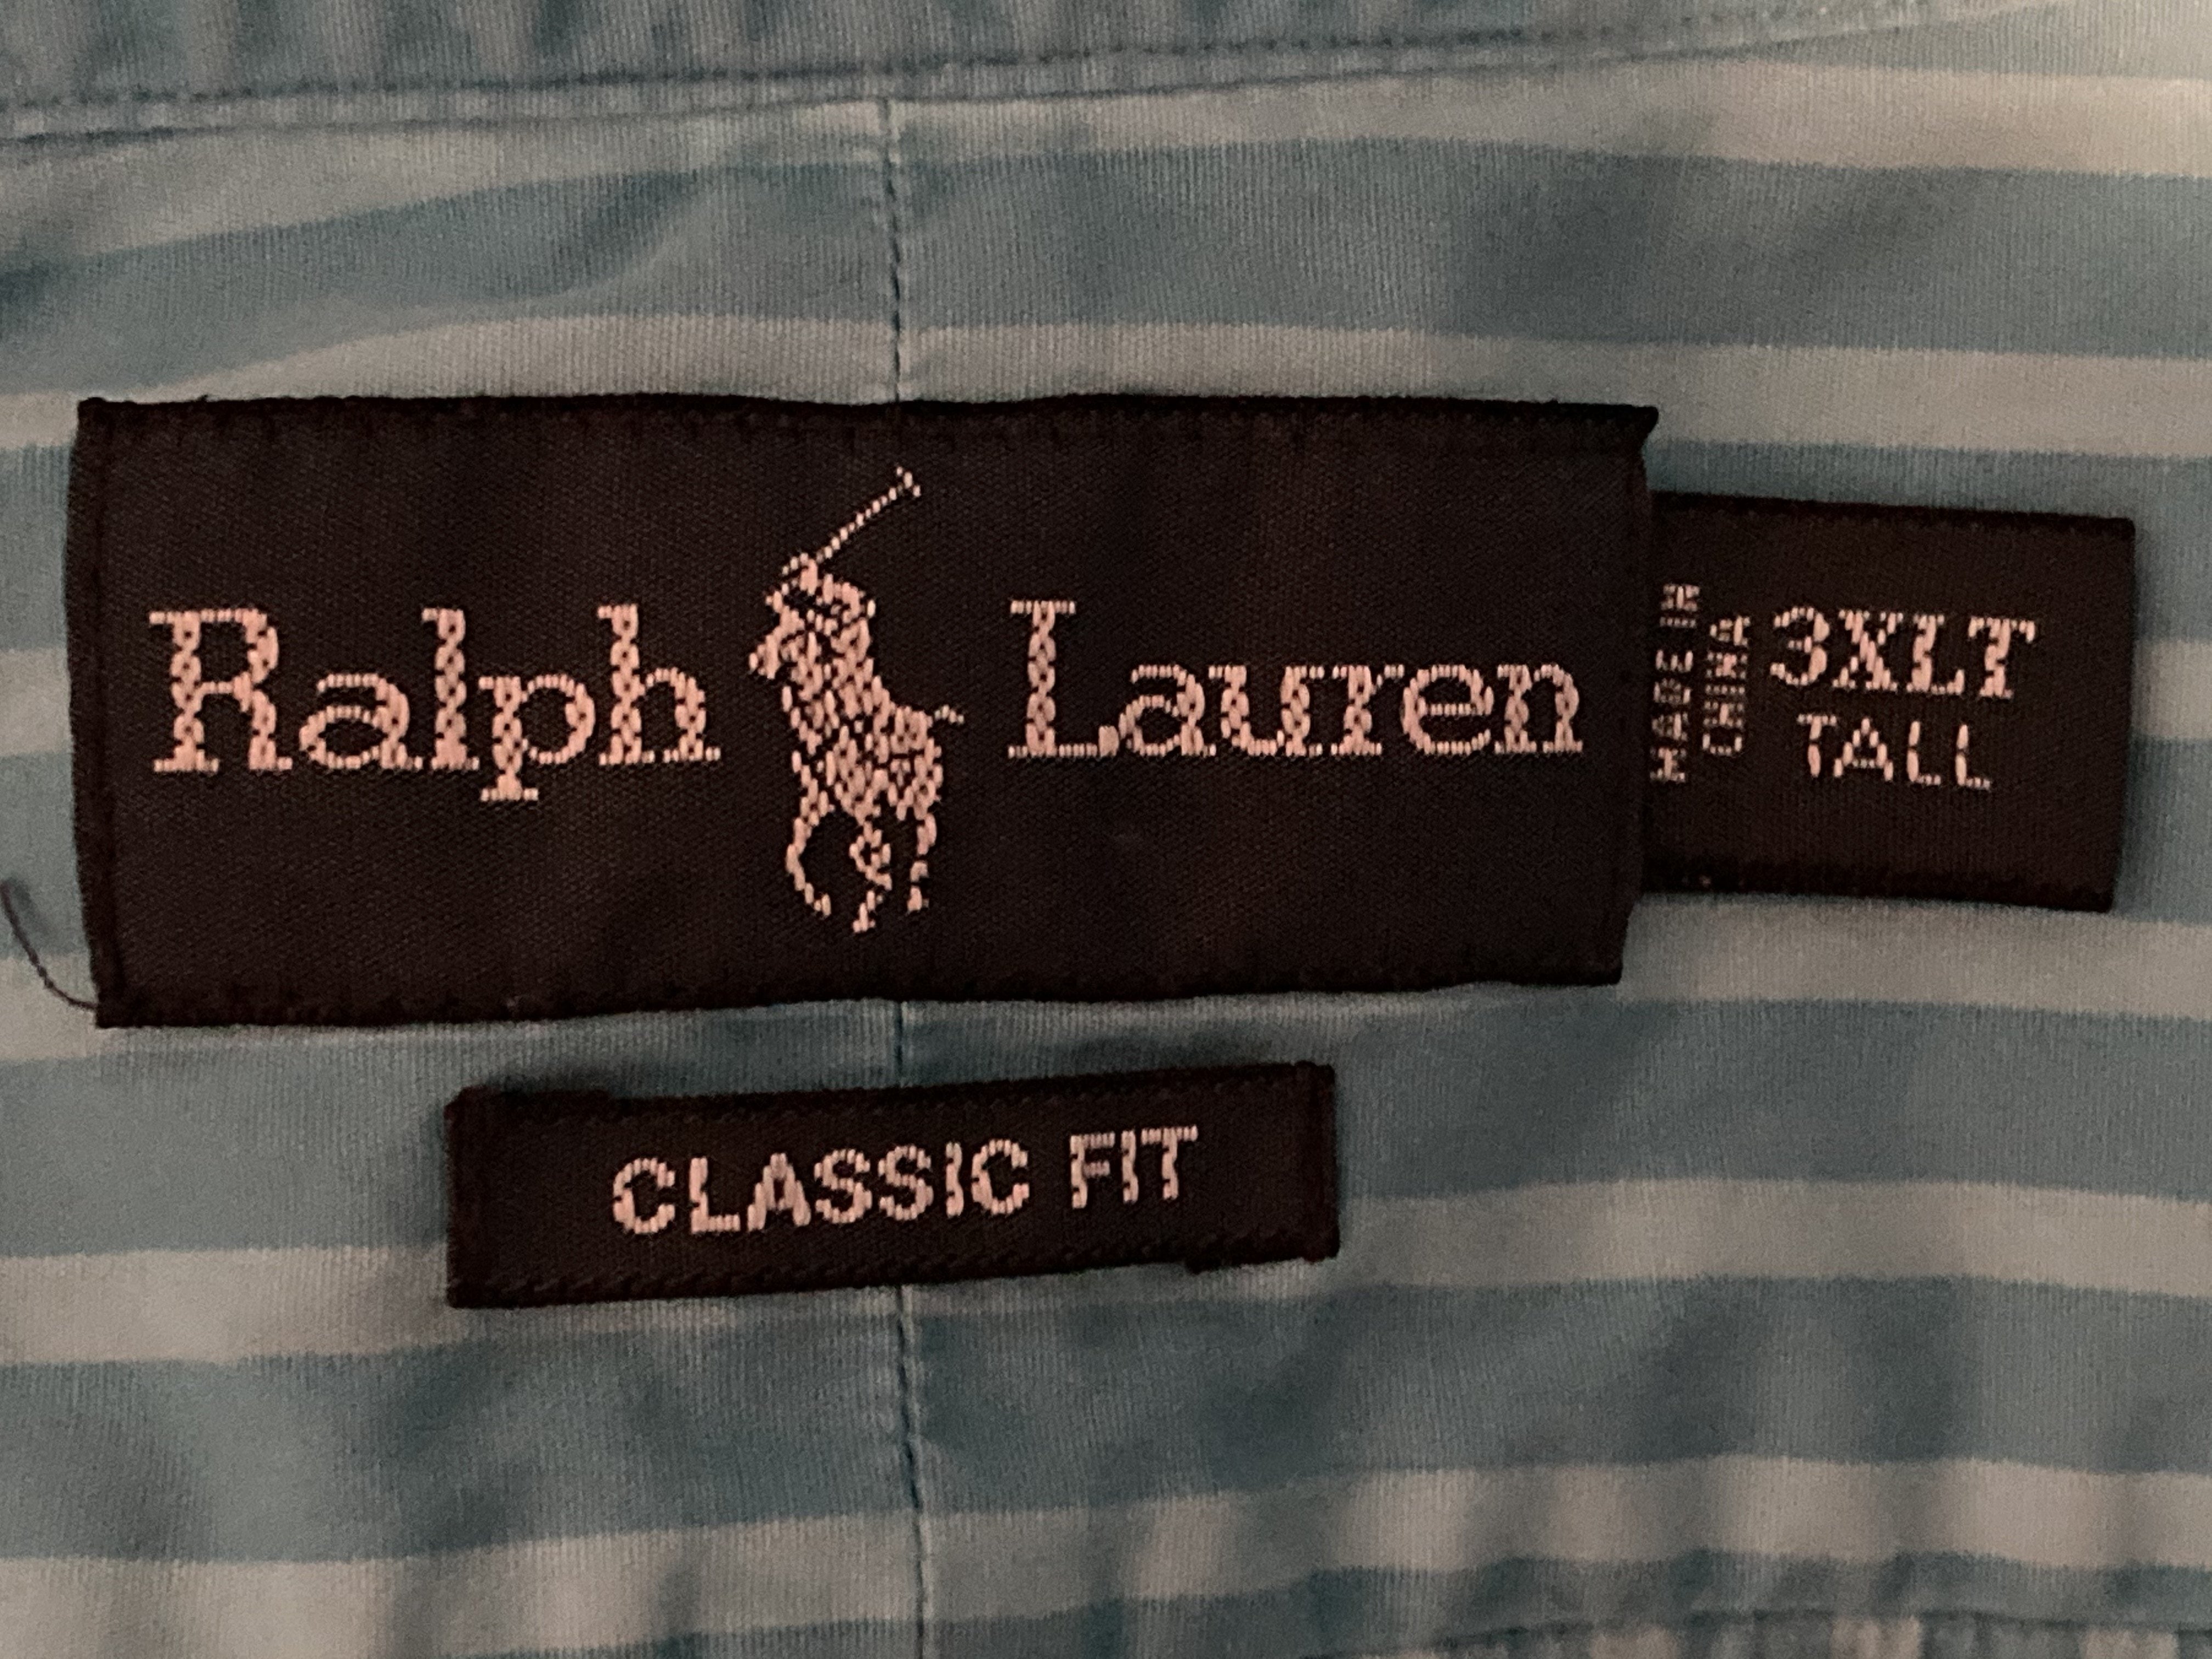 Ralph Lauren
MADE IN
CHINA
3XLT
TALL
CLASSIC FIT